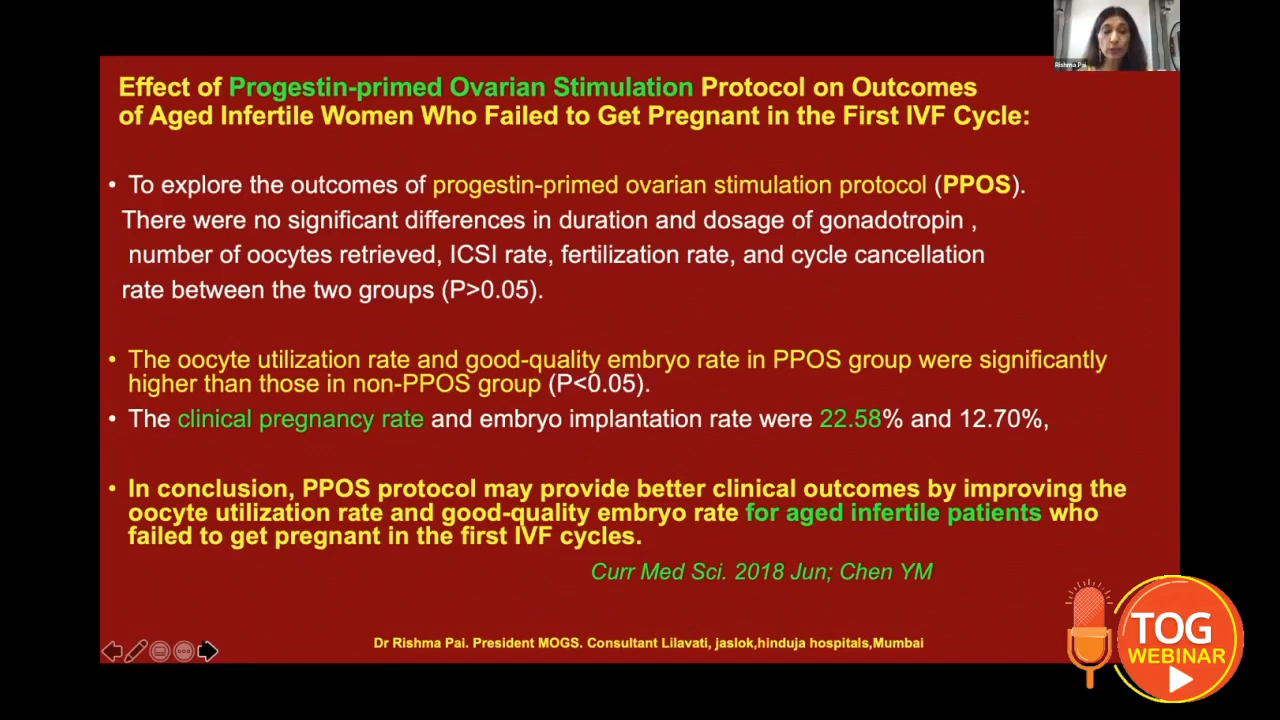 Rishma Pai
Effect of Progestin-primed Ovarian Stimulation Protocol on Outcomes
of Aged Infertile Women Who Failed to Get Pregnant in the First IVF Cycle:
• To explore the outcomes of progestin-primed ovarian stimulation protocol (PPOS).
There were no significant differences in duration and dosage of gonadotropin ,
number of oocytes retrieved, ICSI rate, fertilization rate, and cycle cancellation
rate between the two groups (P>0.05).
• The oocyte utilization rate and good-quality embryo rate in PPOS group were significantly
higher than those in non-PPOS group (P<0.05).
• The clinical pregnancy rate and embryo implantation rate were 22.58% and 12.70%,
• In conclusion, PPOS protocol may provide better clinical outcomes by improving the
oocyte utilization rate and good-quality embryo rate for aged infertile patients who
failed to get pregnant in the first IVF cycles.
Curr Med Sci. 2018 Jun; Chen YM
Dr Rishma Pai. President MOGS. Consultant Lilavati, jaslok,hinduja hospitals,Mumbai
TOG
WEBINAR